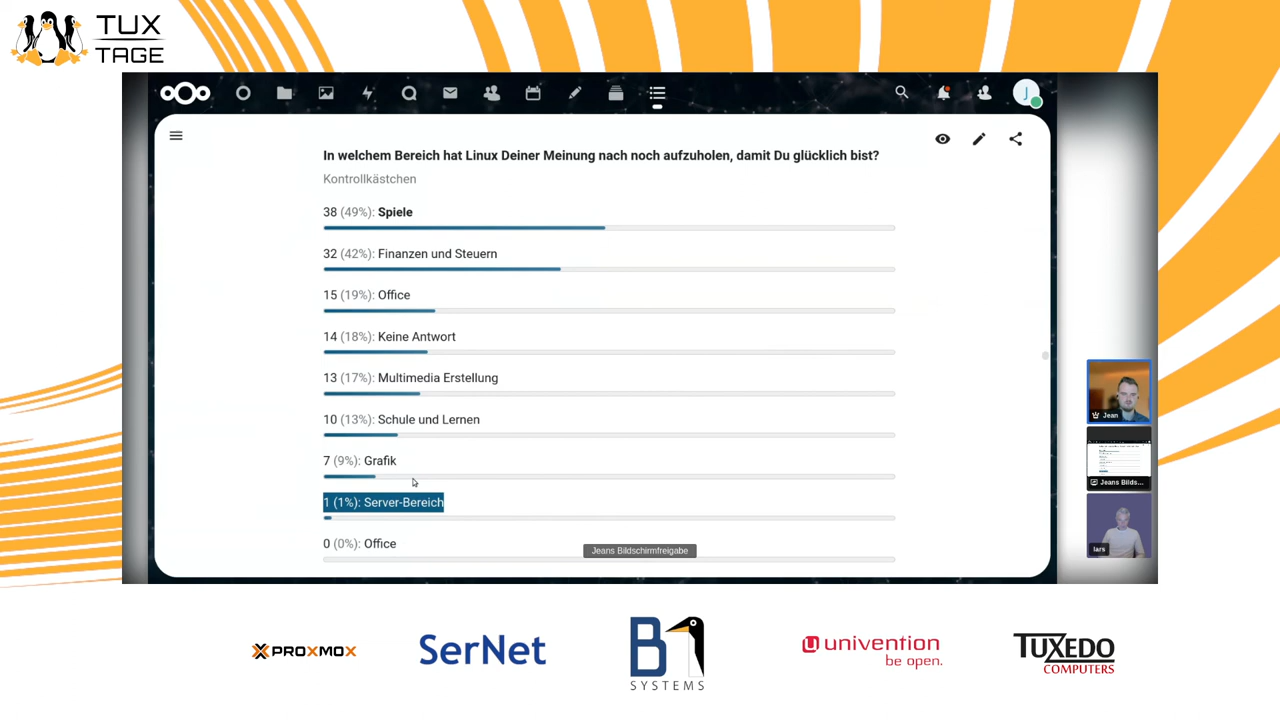 TUX
TAGE
J
In welchem Bereich hat Linux Deiner Meinung nach noch aufzuholen, damit Du glücklich bist?
Kontrollkästchen
38 (49%): Spiele
32 (42%): Finanzen und Steuern
15 (19%): Office
14 (18%): Keine Antwort
13 (17%): Multimedia Erstellung
10 (13%): Schule und Lernen
7 (9%): Grafik
1 (1%): Server-Bereich
0 (0%): Office
Jeans Bildschirmfreigabe
Jean
Jeans Bilds...
lars
PROXMOX
SerNet
B1
SYSTEMS
univention
be open.
TUXEDO
COMPUTERS